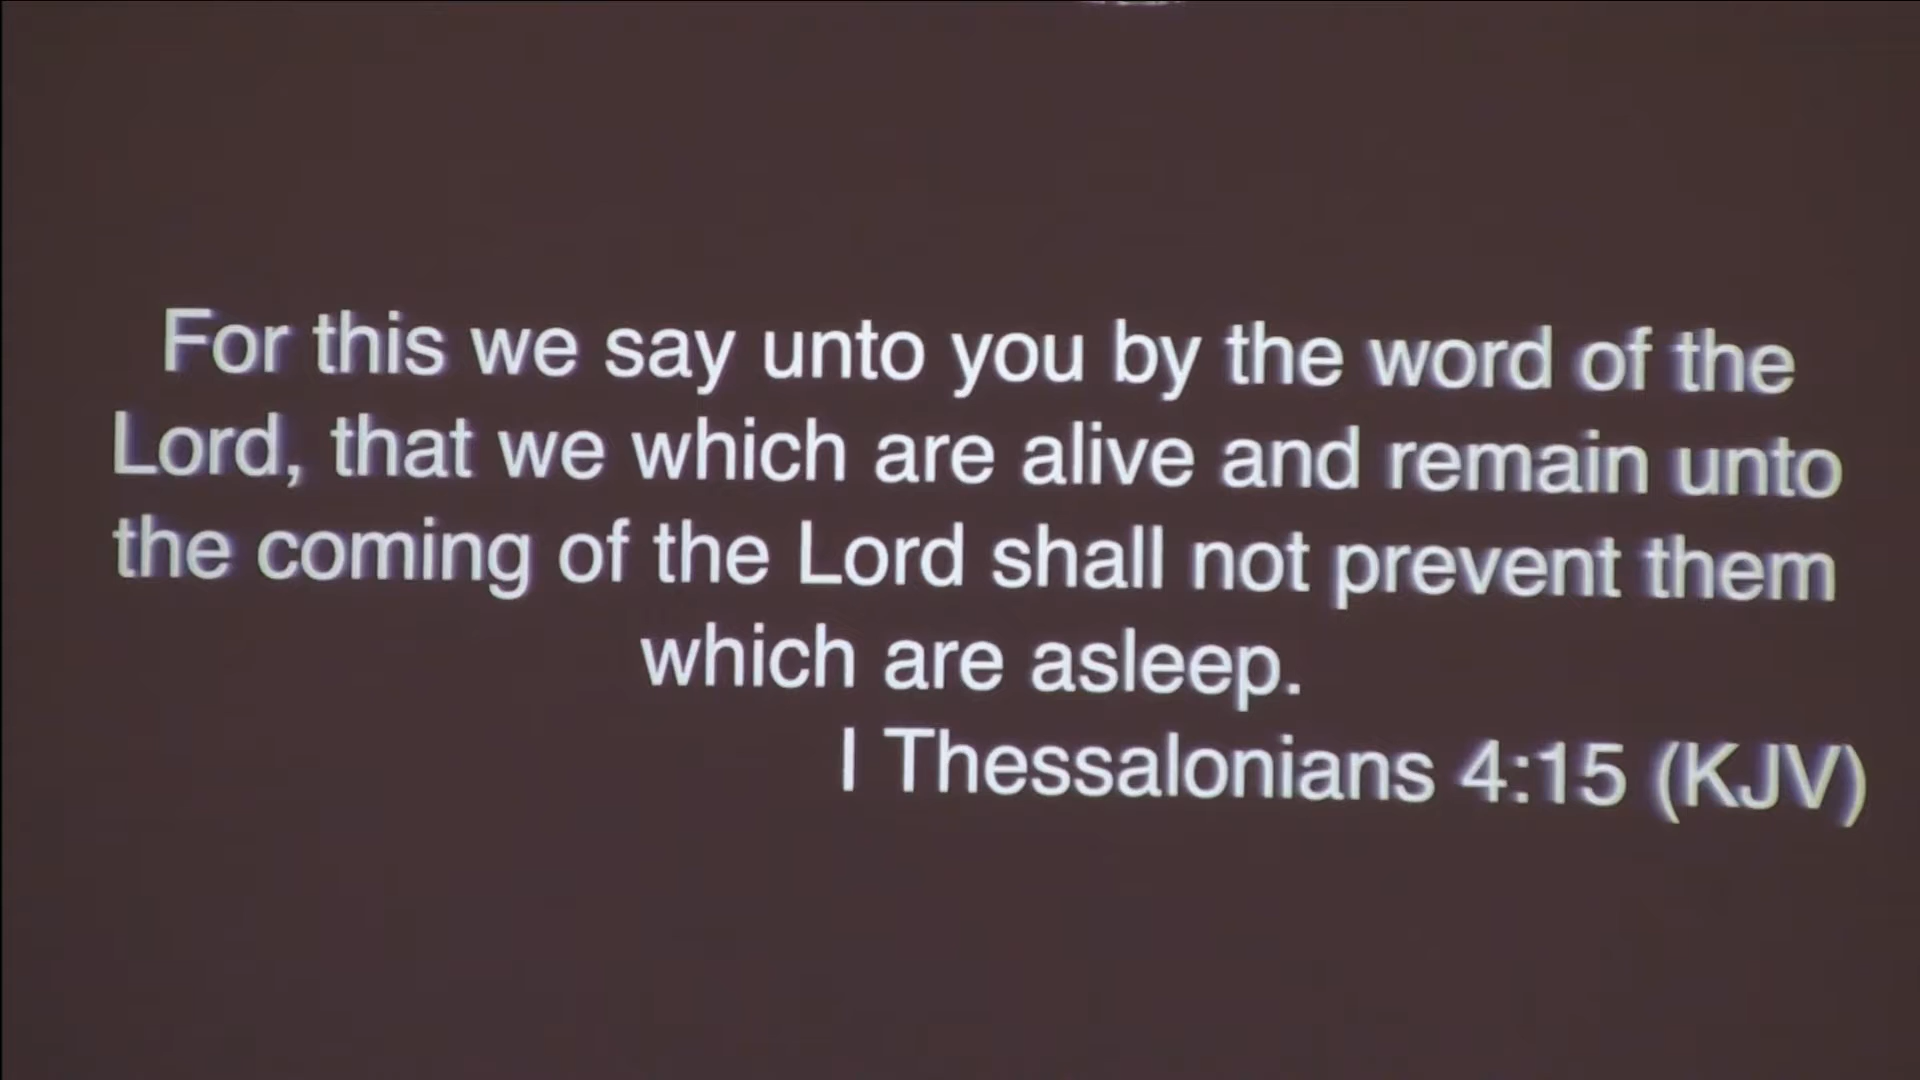 For this we say unto you by the word of the
Lord, that we which are alive and remain unto
the coming of the Lord shall not prevent them
which are asleep.
I Thessalonians 4:15 (KJV)